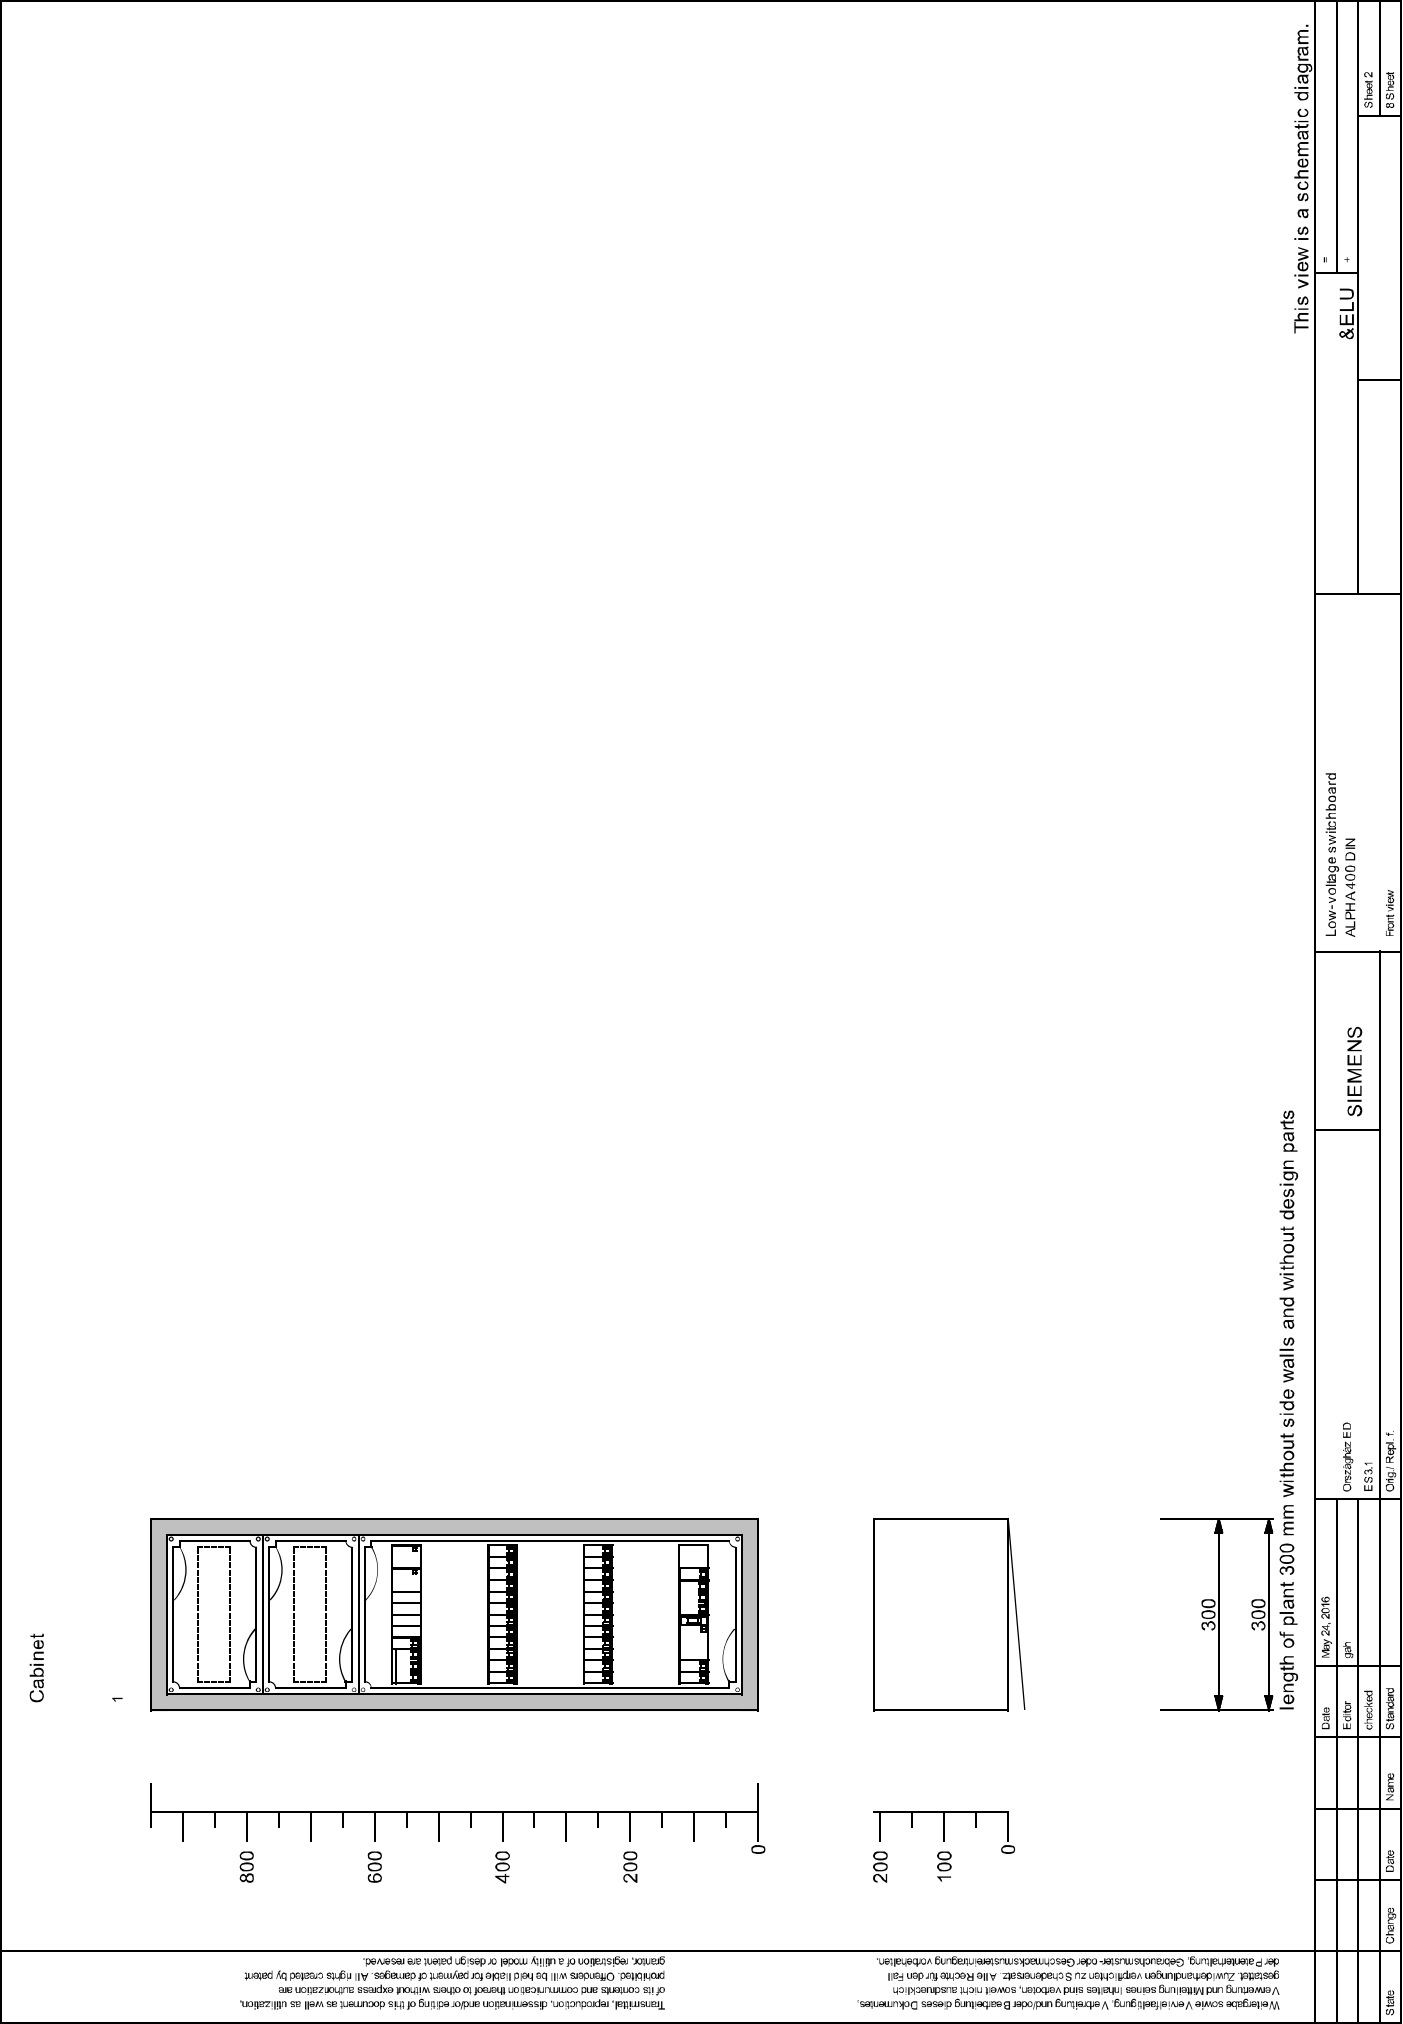 Cabinet
1
800
600
400
200
0
200
100
0
300
300
length of plant 300 mm without side walls and without design parts
This view is a schematic diagram.
Transmittal, reproduction, dissemination and/or editing of this document as well as utilization,
of its contents and communication thereof to others without express authorization are
prohibited. Offenders will be held liable for payment of damages. All rights created by patent
grantor, registration of a utility model or design patent are reserved.
Weitergabe sowie Vervielfaeltigung, Verbreitung und/oder Bearbeitung dieses Dokumentes,
Verwertung und Mitteilung seines Inhaltes sind verboten, soweit nicht ausdruecklich
gestattet. Zuwiderhandlungen verpflichten zu Schadenersatz. Alle Rechte für den Fall
der Patenterhaltung, Gebrauchsmuster- oder Geschmacksmustereintragung vorbehalten.
State
Change
Date
Name
Date
May 24, 2016
Editor
gah
checked
Standard
Országház ED
ES 3.1
Orig./ Repl. f.
SIEMENS
Low-voltage switchboard
ALPHA 400 DIN
Front view
&ELU
=
+
Sheet 2
8 Sheet